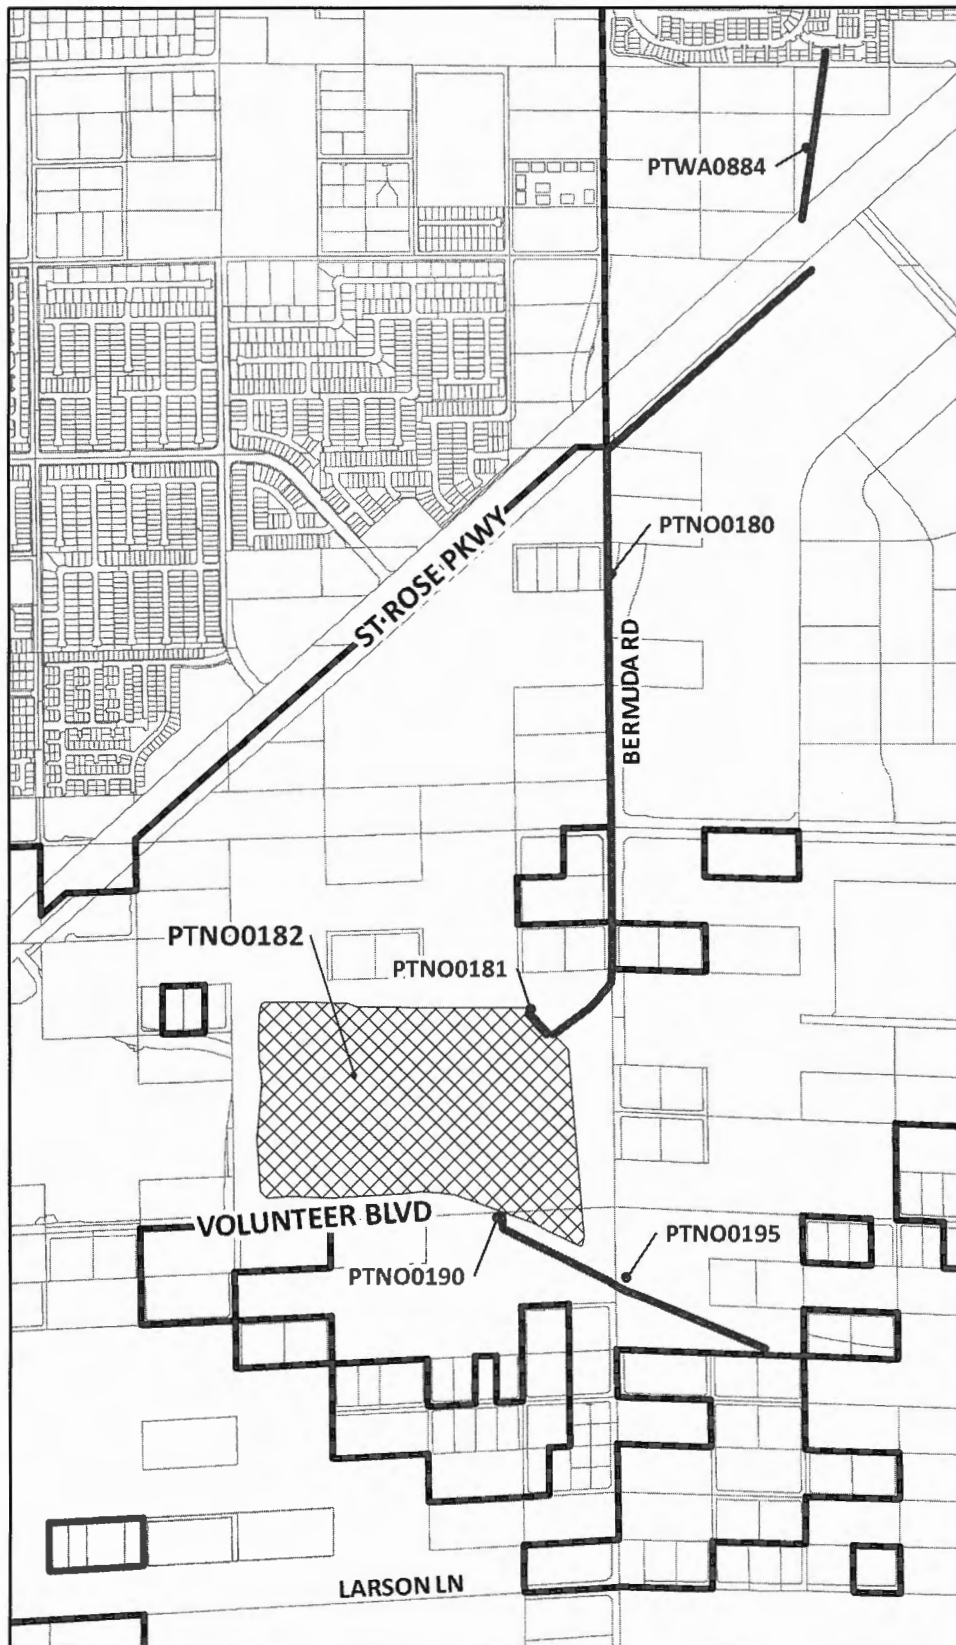 PTWA0884
PTNO0180
ST ROSE PKWY
BERMUDA RD
PTNO0182
PTNO0181
VOLUNTEER BLVD
PTNO0195
PTNO0190
LARSON LN